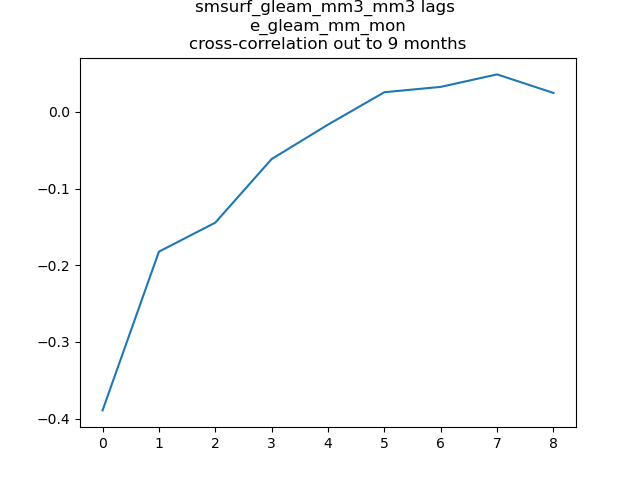 smsurf_gleam_mm3_mm3 lags
e_gleam_mm_mon
cross-correlation out to 9 months
0.0
−0.1
−0.2
−0.3
−0.4
0 1 2 3 4 5 6 7 8